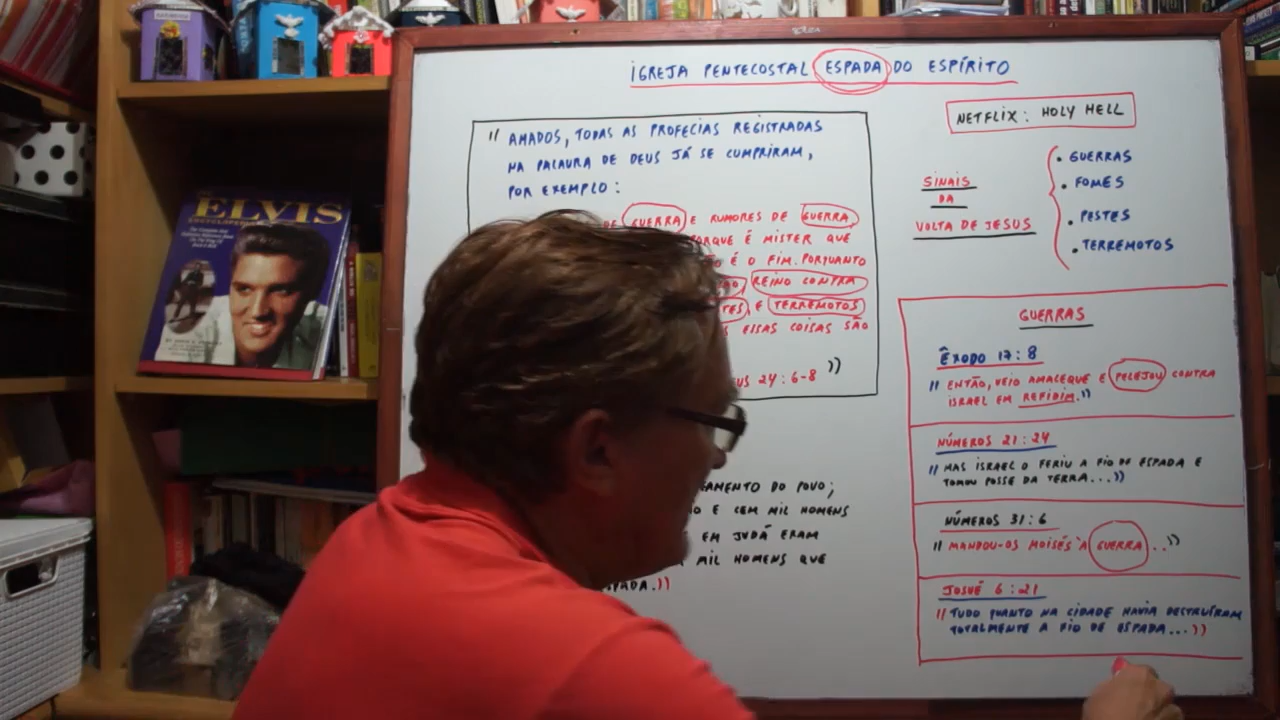 IGREJA PENTECOSTAL ESPADA DO ESPÍRITO
NETFLIX: HOLY HELL
" AMADOS, TODAS AS PROFECIAS REGISTRADAS
NA PALAVRA DE DEUS JÁ SE CUMPRIRAM,
POR EXEMPLO:
DE GUERRA E RUMORES DE GUERRA
PORQUE É MISTER QUE
É O FIM. PORQUANTO
REINO CONTRA
E TERREMOTOS
ESSAS COISAS SÃO
24:6-8 "
DO POVO;
E CEM MIL HOMENS
EM JUDÁ ERAM
MIL HOMENS QUE
SINAIS
DA
VOLTA DE JESUS
• GUERRAS
• FOMES
• PESTES
• TERREMOTOS
GUERRAS
ÊXODO 17:8
" ENTÃO, VEIO AMALEQUE E PELEJOU CONTRA
ISRAEL EM REFIDIM."
NÚMEROS 21:24
" MAS ISRAEL O FERIU A FIO DE ESPADA E
TOMOU POSSE DA TERRA..."
NÚMEROS 31:6
" MANDOU-OS MOISÉS À GUERRA..."
JOSUÉ 6:21
" TUDO QUANTO NA CIDADE HAVIA DESTRUÍRAM
TOTALMENTE A FIO DE ESPADA..."
ELVIS